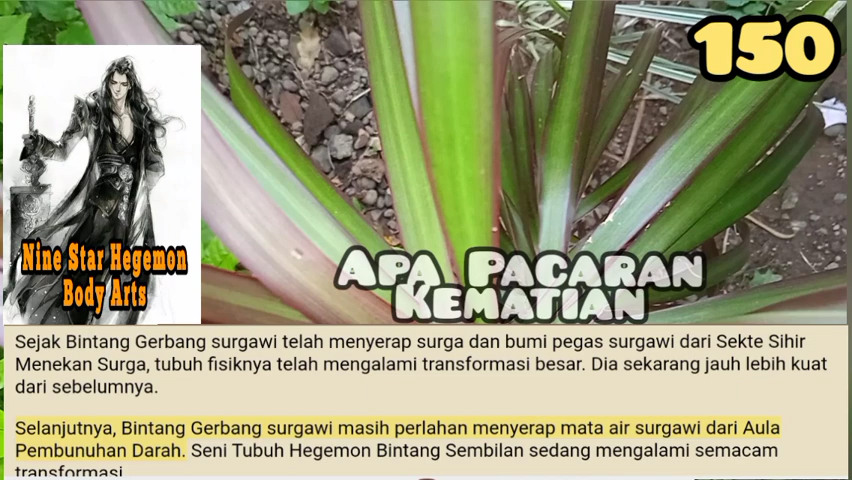 150
Nine Star Hegemon
Body Arts
APA PACARAN
KEMATIAN
Sejak Bintang Gerbang surgawi telah menyerap surga dan bumi pegas surgawi dari Sekte Sihir
Menekan Surga, tubuh fisiknya telah mengalami transformasi besar. Dia sekarang jauh lebih kuat
dari sebelumnya.
Selanjutnya, Bintang Gerbang surgawi masih perlahan menyerap mata air surgawi dari Aula
Pembunuhan Darah. Seni Tubuh Hegemon Bintang Sembilan sedang mengalami semacam
transformasi